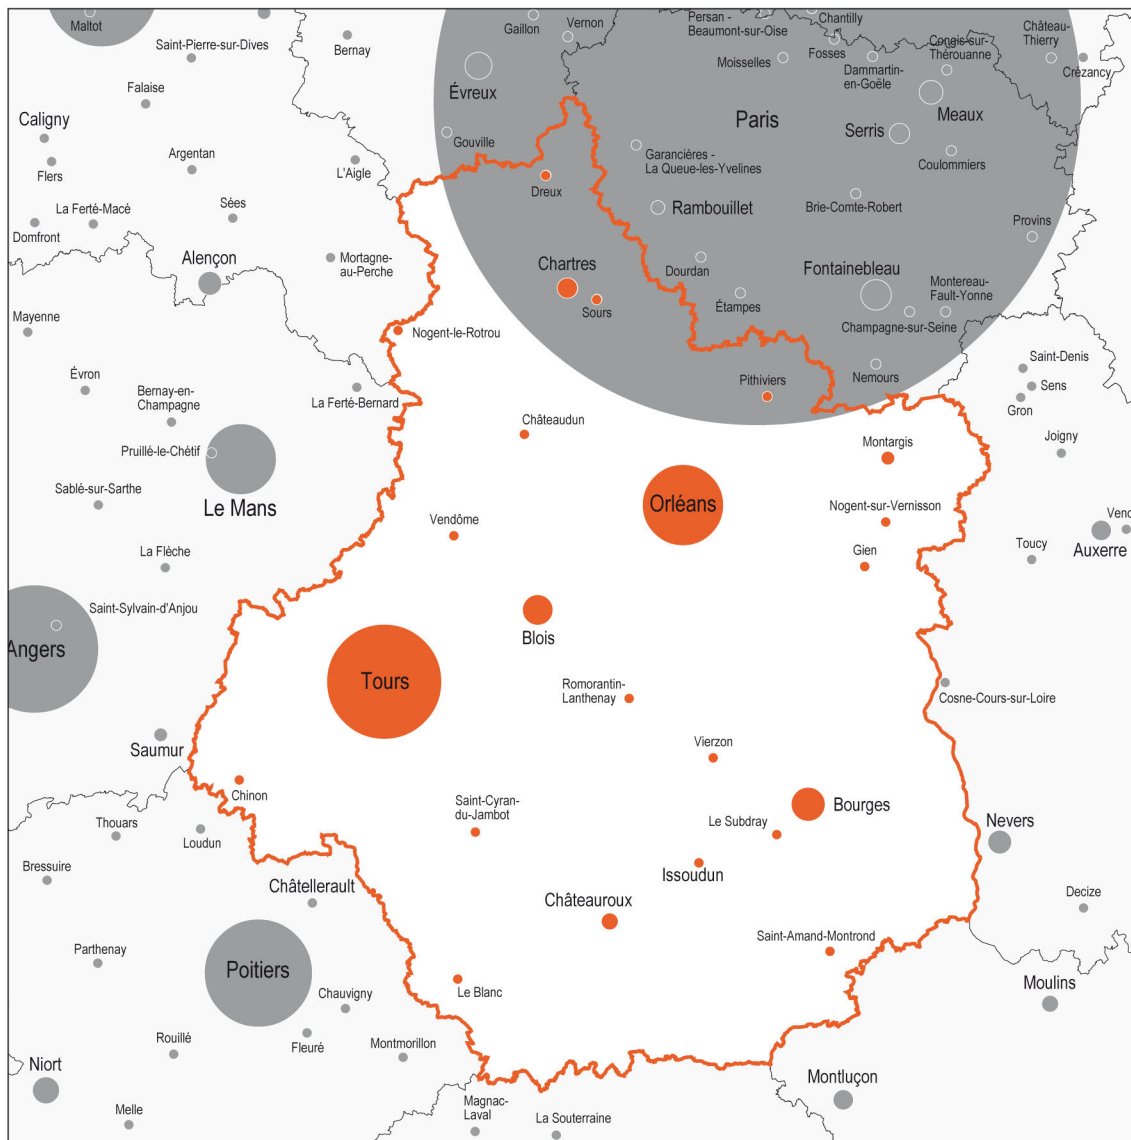 Maltot
Saint-Pierre-sur-Dives
Bernay
Gaillon
Vernon
Persan -
Beaumont-sur-Oise
Chantilly
Fosses
Congis-sur-
Thérouanne
Château-
Thierry
Moisselles
Dammartin-
en-Goële
Crézancy
Falaise
Évreux
Paris
Meaux
Serris
Caligny
Gouville
Coulommiers
Argentan
Flers
L'Aigle
Garancières -
La Queue-les-Yvelines
Dreux
Sées
La Ferté-Macé
Domfront
Rambouillet
Brie-Comte-Robert
Provins
Alençon
Mortagne-
au-Perche
Chartres
Dourdan
Fontainebleau
Montereau-
Fault-Yonne
Sours
Étampes
Champagne-sur-Seine
Mayenne
Nogent-le-Rotrou
Saint-Denis
Évron
Bernay-en-
Champagne
La Ferté-Bernard
Pithiviers
Nemours
Sens
Gron
Châteaudun
Montargis
Joigny
Pruillé-le-Chétif
Sablé-sur-Sarthe
Le Mans
Orléans
Nogent-sur-Vernisson
Vendôme
Auxerre
La Flèche
Gien
Toucy
Saint-Sylvain-d'Anjou
Angers
Blois
Tours
Romorantin-
Lanthenay
Cosne-Cours-sur-Loire
Saumur
Vierzon
Chinon
Saint-Cyran-
du-Jambot
Bourges
Thouars
Loudun
Le Subdray
Nevers
Bressuire
Issoudun
Châtellerault
Châteauroux
Decize
Parthenay
Saint-Amand-Montrond
Poitiers
Chauvigny
Le Blanc
Moulins
Rouillé
Fleuré
Montmorillon
Niort
Montluçon
Melle
Magnac-
Laval
La Souterraine